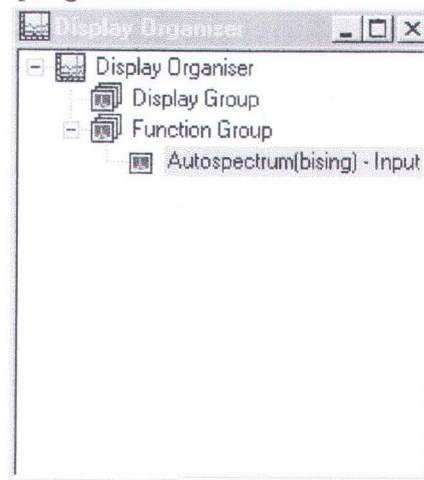 Display Organiser
Display Organiser
Display Group
Function Group
Autospectrum(bising) - Input